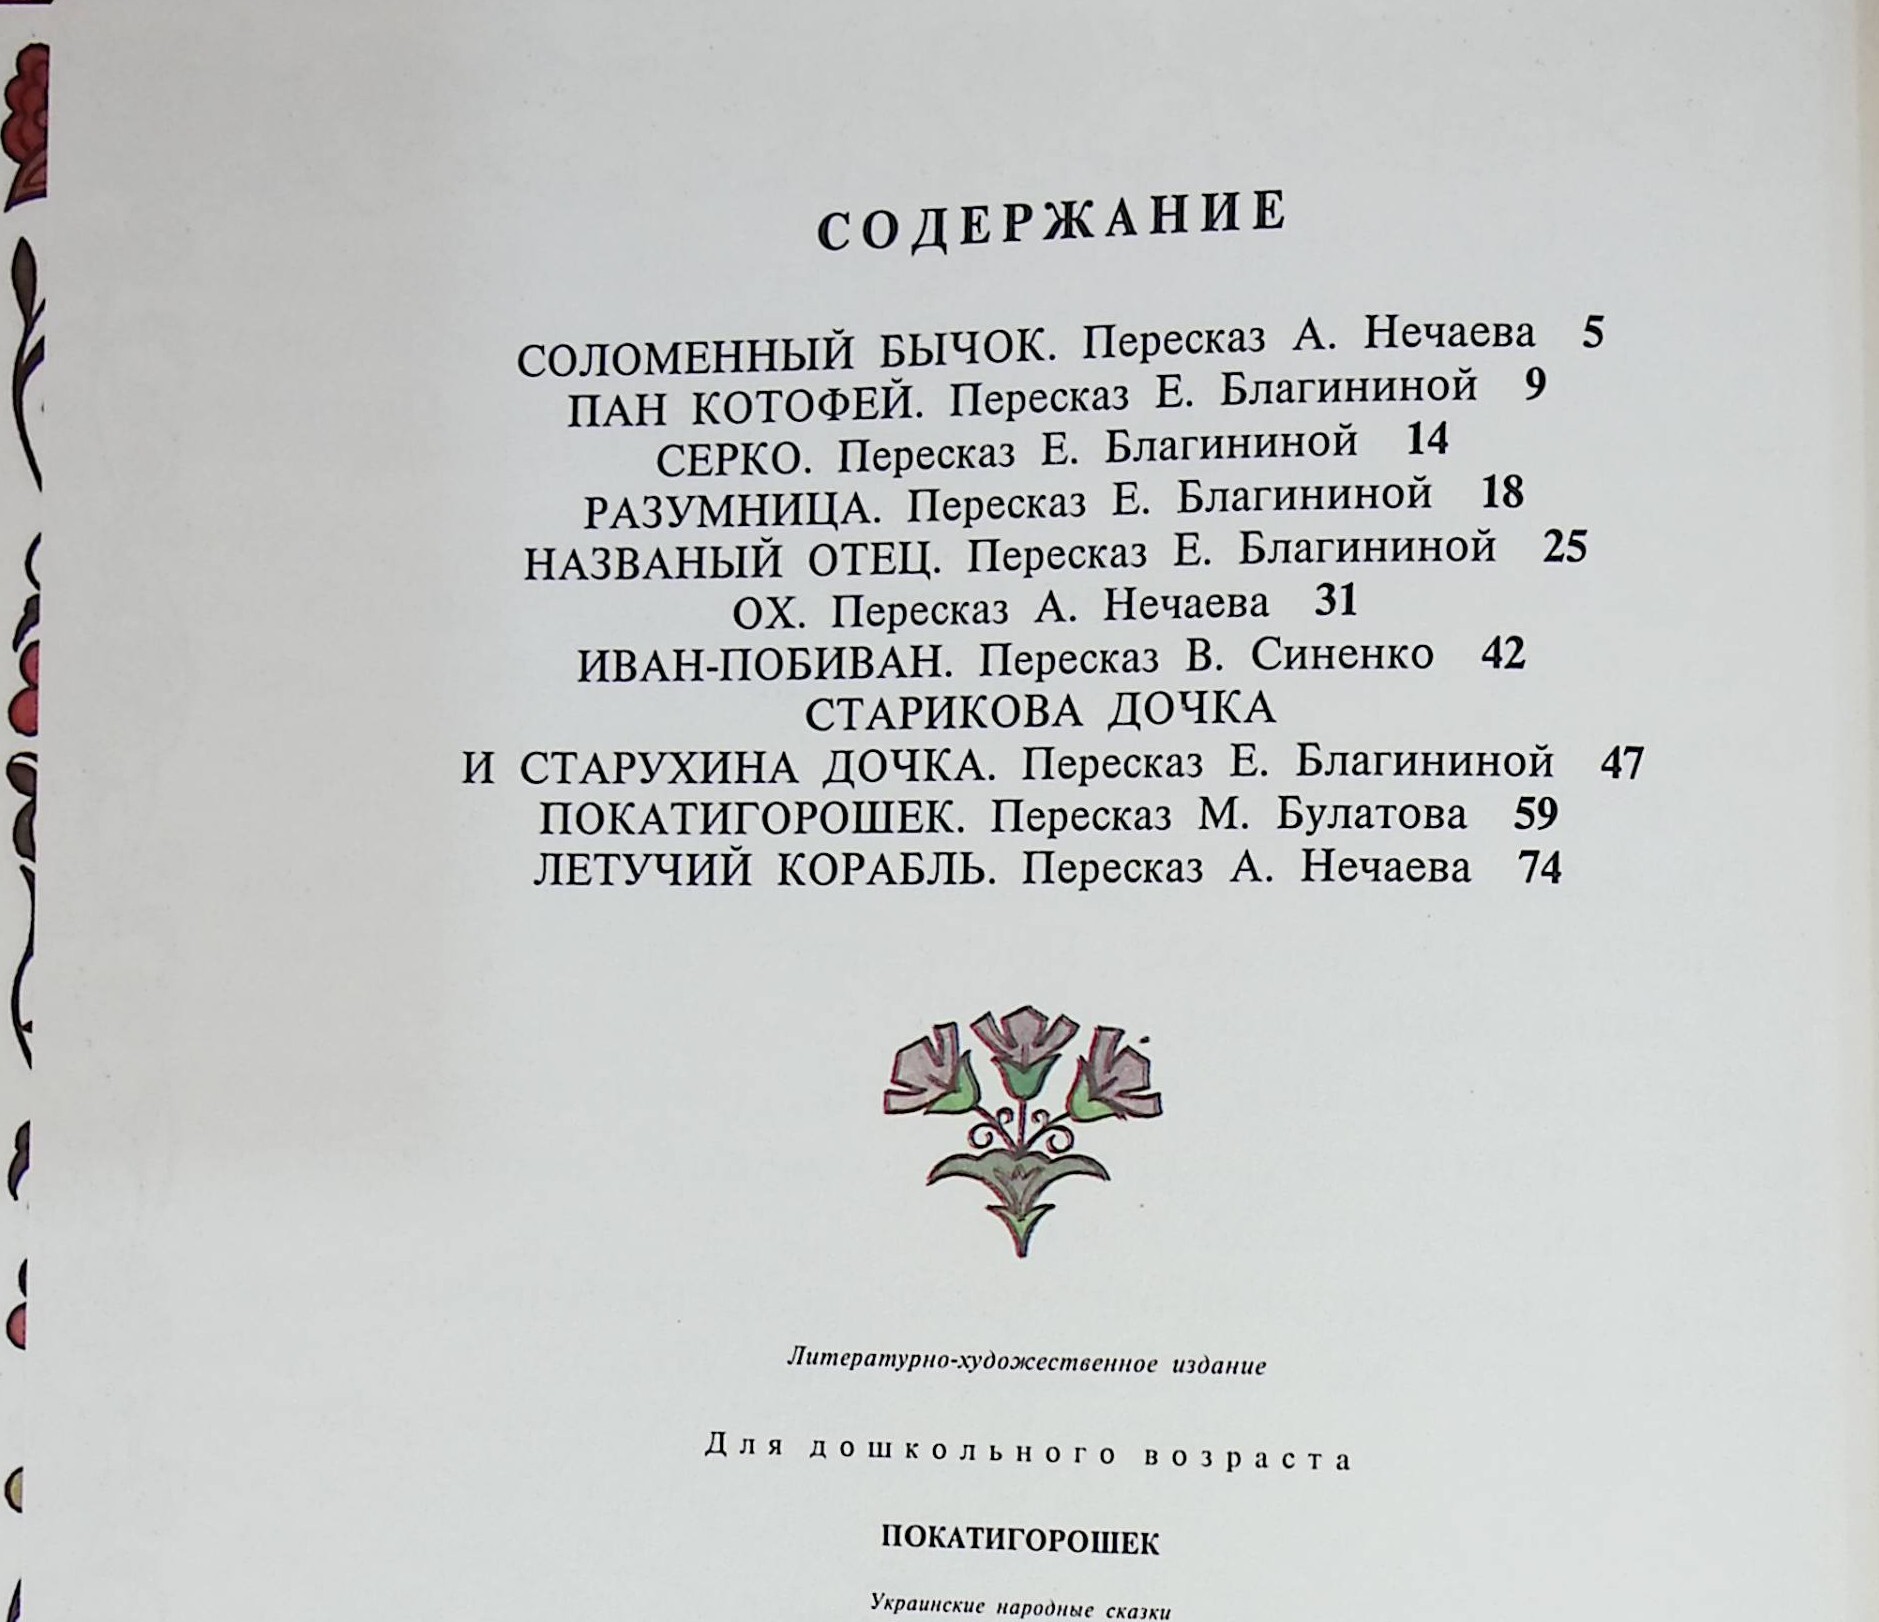 СОДЕРЖАНИЕ
СОЛОМЕННЫЙ БЫЧОК. Пересказ А. Нечаева 5
ПАН КОТОФЕЙ. Пересказ Е. Благининой 9
СЕРКО. Пересказ Е. Благининой 14
РАЗУМНИЦА. Пересказ Е. Благининой 18
НАЗВАНЫЙ ОТЕЦ. Пересказ Е. Благининой 25
ОХ. Пересказ А. Нечаева 31
ИВАН-ПОБИВАН. Пересказ В. Синенко 42
СТАРИКОВА ДОЧКА
И СТАРУХИНА ДОЧКА. Пересказ Е. Благининой 47
ПОКАТИГОРОШЕК. Пересказ М. Булатова 59
ЛЕТУЧИЙ КОРАБЛЬ. Пересказ А. Нечаева 74
Литературно-художественное издание
Для дошкольного возраста
ПОКАТИГОРОШЕК
Украинские народные сказки